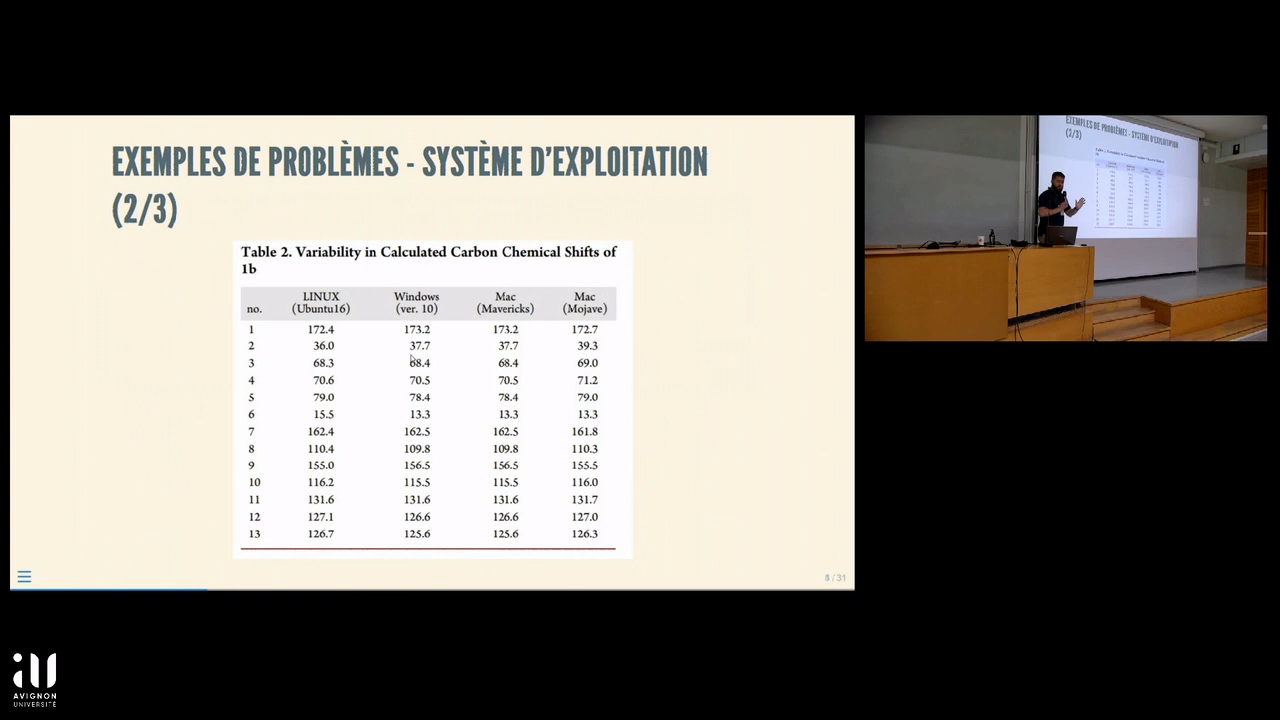 EXEMPLES DE PROBLÈMES - SYSTÈME D'EXPLOITATION
(2/3)
Table 2. Variability in Calculated Carbon Chemical Shifts of
1b
no. LINUX (Ubuntu16) Windows (ver. 10) Mac (Mavericks) Mac (Mojave)
1 172.4 173.2 173.2 172.7
2 36.0 37.7 37.7 39.3
3 68.3 68.4 68.4 69.0
4 70.6 70.5 70.5 71.2
5 79.0 78.4 78.4 79.0
6 15.5 13.3 13.3 13.3
7 162.4 162.5 162.5 161.8
8 110.4 109.8 109.8 110.3
9 155.0 156.5 156.5 155.5
10 116.2 115.5 115.5 116.0
11 131.6 131.6 131.6 131.7
12 127.1 126.6 126.6 127.0
13 126.7 125.6 125.6 126.3
8 / 31
EXEMPLES DE PROBLÈMES - SYSTÈME D'EXPLOITATION
(2/3)
AVIGNON
UNIVERSITÉ